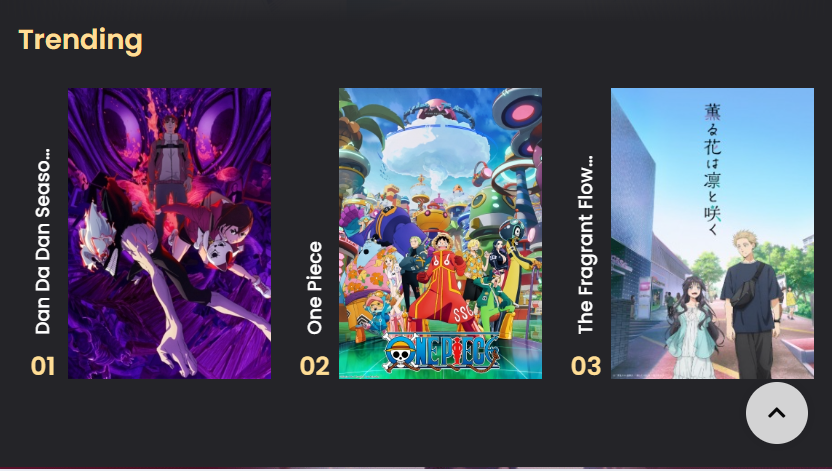 Trending
Dan Da Dan Seaso...
01
One Piece
02
ONE PIECE
The Fragrant Flow...
03
薫る花は凛と咲く